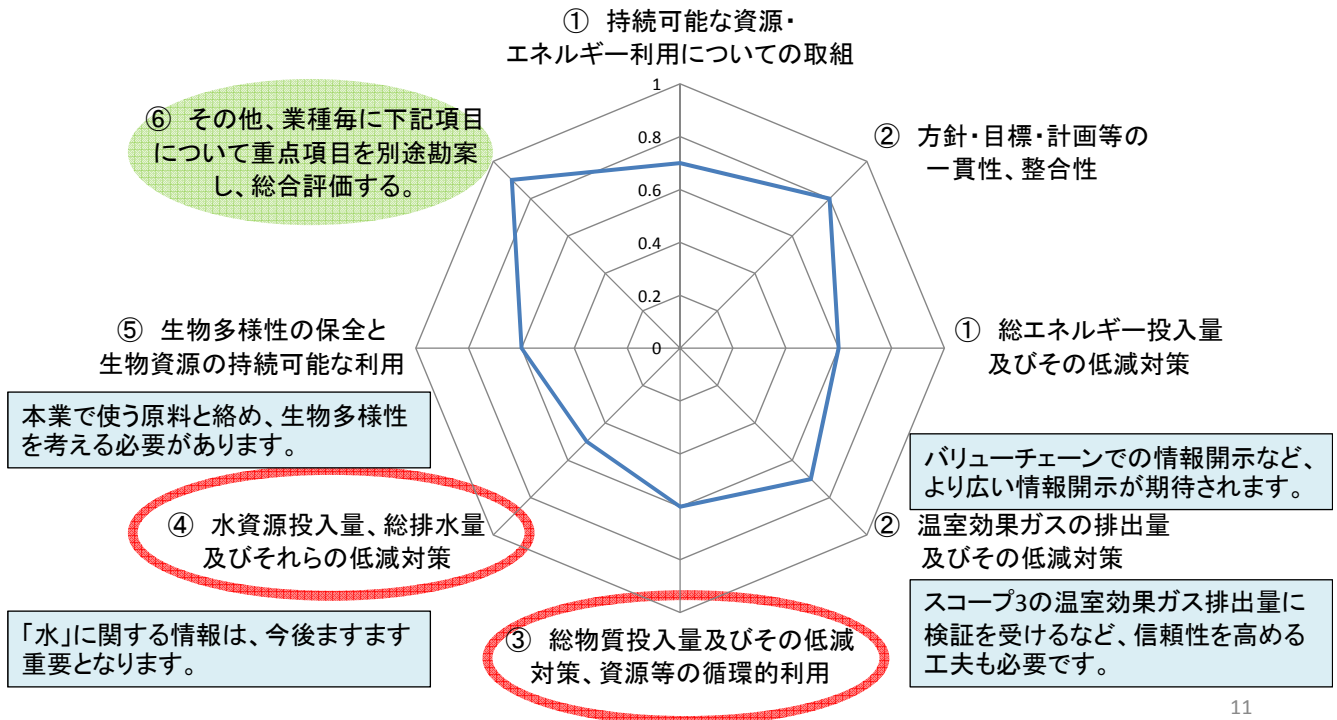 ① 持続可能な資源・
エネルギー利用についての取組
⑥ その他、業種毎に下記項目
について重点項目を別途勘案
し、総合評価する。
② 方針・目標・計画等の
一貫性、整合性
1
0.8
0.6
0.4
0.2
0
⑤ 生物多様性の保全と
生物資源の持続可能な利用
① 総エネルギー投入量
及びその低減対策
本業で使う原料と絡め、生物多様性
を考える必要があります。
バリューチェーンでの情報開示など、
より広い情報開示が期待されます。
④ 水資源投入量、総排水量
及びそれらの低減対策
② 温室効果ガスの排出量
及びその低減対策
「水」に関する情報は、今後ますます
重要となります。
③ 総物質投入量及びその低減
対策、資源等の循環的利用
スコープ3の温室効果ガス排出量に
検証を受けるなど、信頼性を高める
工夫も必要です。
11